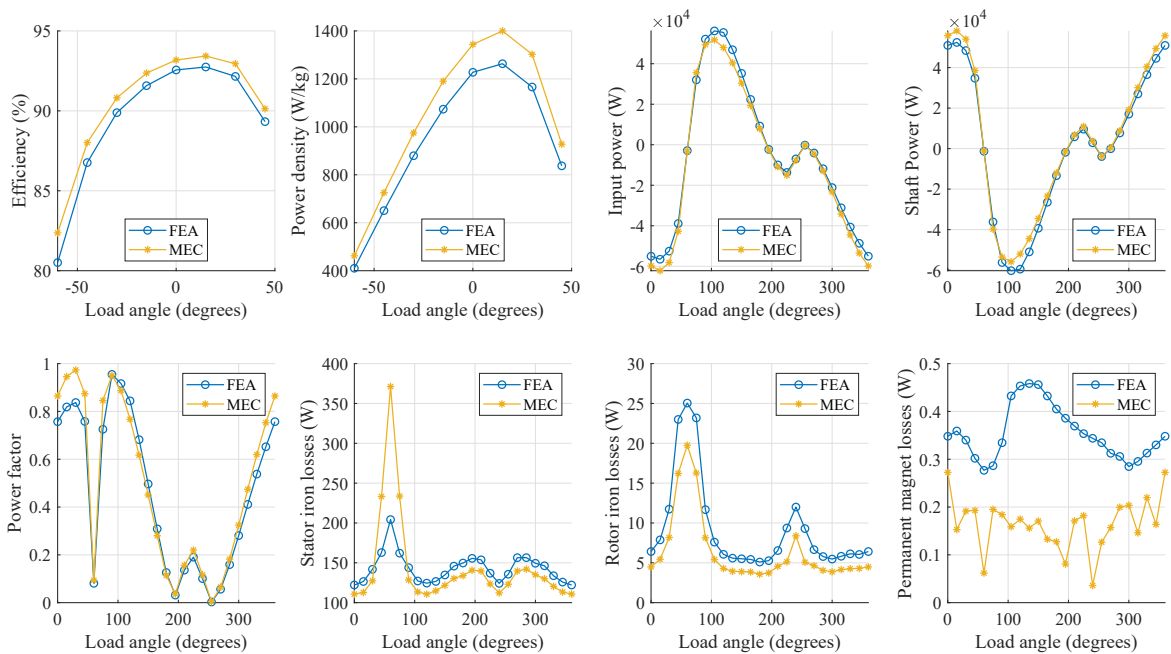 95
90
85
80
Efficiency (%)
-50 0 50
Load angle (degrees)
FEA
MEC
1400
1200
1000
800
600
400
Power density (W/kg)
-50 0 50
Load angle (degrees)
FEA
MEC
×10⁴
6
4
2
0
-2
-4
-6
Input power (W)
0 100 200 300
Load angle (degrees)
FEA
MEC
×10⁴
6
4
2
0
-2
-4
-6
Shaft Power (W)
0 100 200 300
Load angle (degrees)
FEA
MEC
1
0.8
0.6
0.4
0.2
0
Power factor
0 100 200 300
Load angle (degrees)
FEA
MEC
400
350
300
250
200
150
100
Stator iron losses (W)
0 100 200 300
Load angle (degrees)
FEA
MEC
30
25
20
15
10
5
0
Rotor iron losses (W)
0 100 200 300
Load angle (degrees)
FEA
MEC
0.5
0.4
0.3
0.2
0.1
0
Permanent magnet losses (W)
0 100 200 300
Load angle (degrees)
FEA
MEC